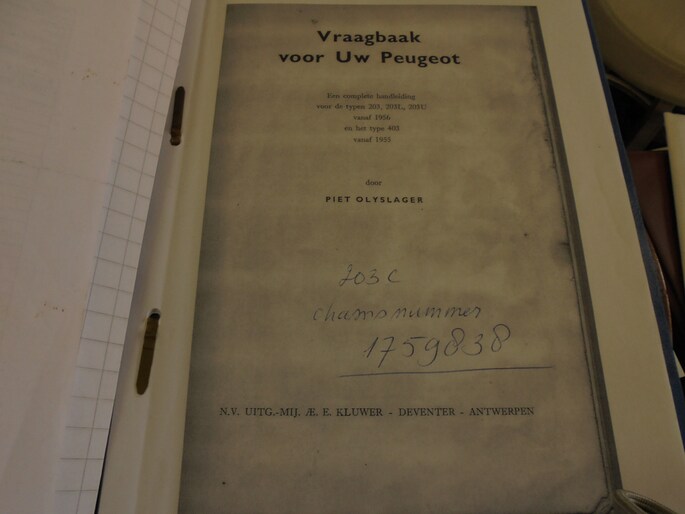 Vraagbaak
voor Uw Peugeot
Een complete handleiding
voor de typen 203, 203L, 203U
vanaf 1956
en het type 403
vanaf 1955
door
PIET OLYSLAGER
203 C
chassisnummer
1759838
N.V. UITG.-MIJ. Æ. E. KLUWER - DEVENTER - ANTWERPEN